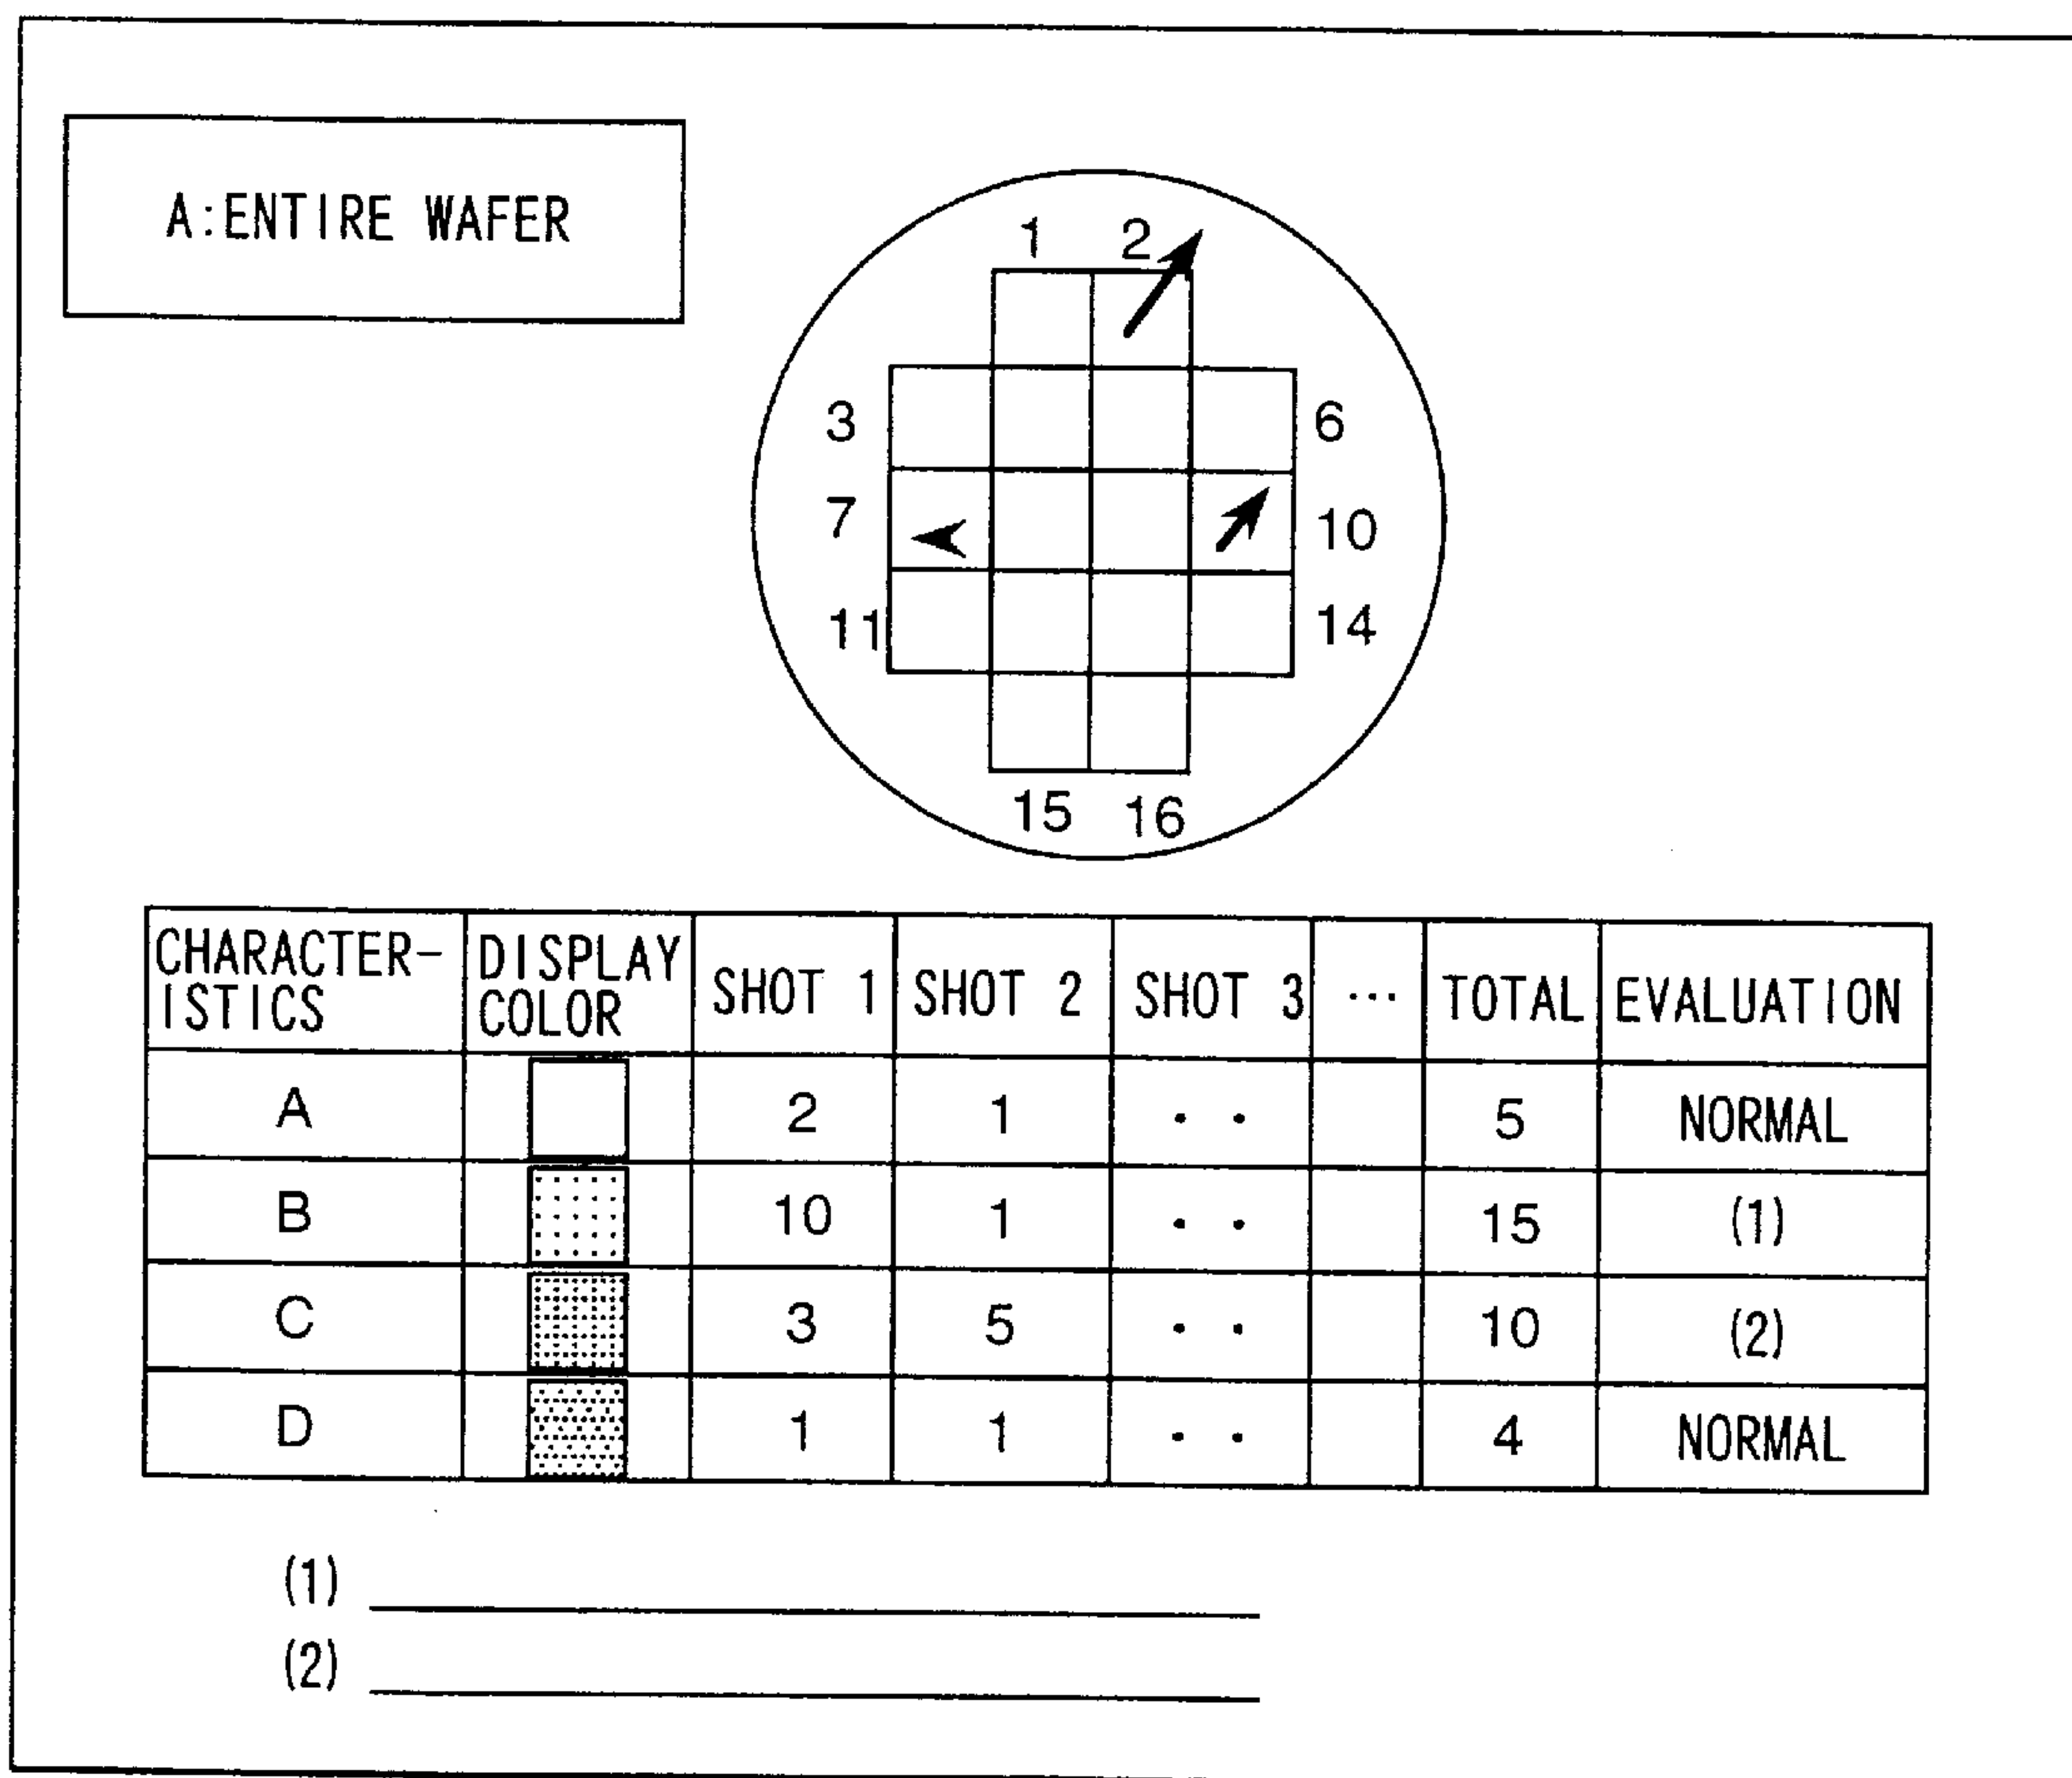 A:ENTIRE WAFER
1 2
3 6
7 10
11 14
15 16
CHARACTER-
ISTICS DISPLAY
COLOR SHOT 1 SHOT 2 SHOT 3 ... TOTAL EVALUATION
A 2 1 . . 5 NORMAL
B 10 1 . . 15 (1)
C 3 5 . . 10 (2)
D 1 1 . . 4 NORMAL
(1)
(2)